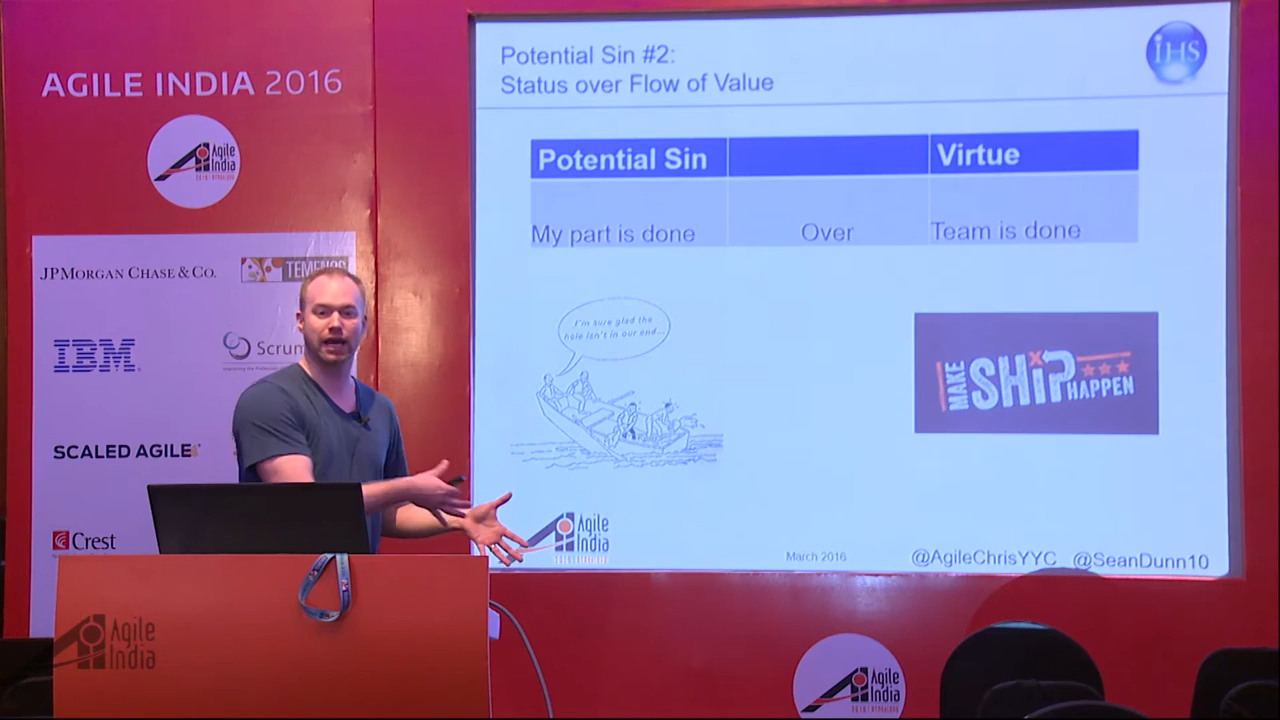 AGILE INDIA 2016
Agile
India
JPMORGAN CHASE & CO.
IBM
Scrum
SCALED AGILE
Crest
Agile
India
Potential Sin #2:
Status over Flow of Value
IHS
Potential Sin
Virtue
My part is done
Over
Team is done
I'm sure glad the
hole isn't in our end...
MAKE
SHiP
HAPPEN
Agile
India
March 2016
@AgileChrisYYC
@SeanDunn10
Agile
India